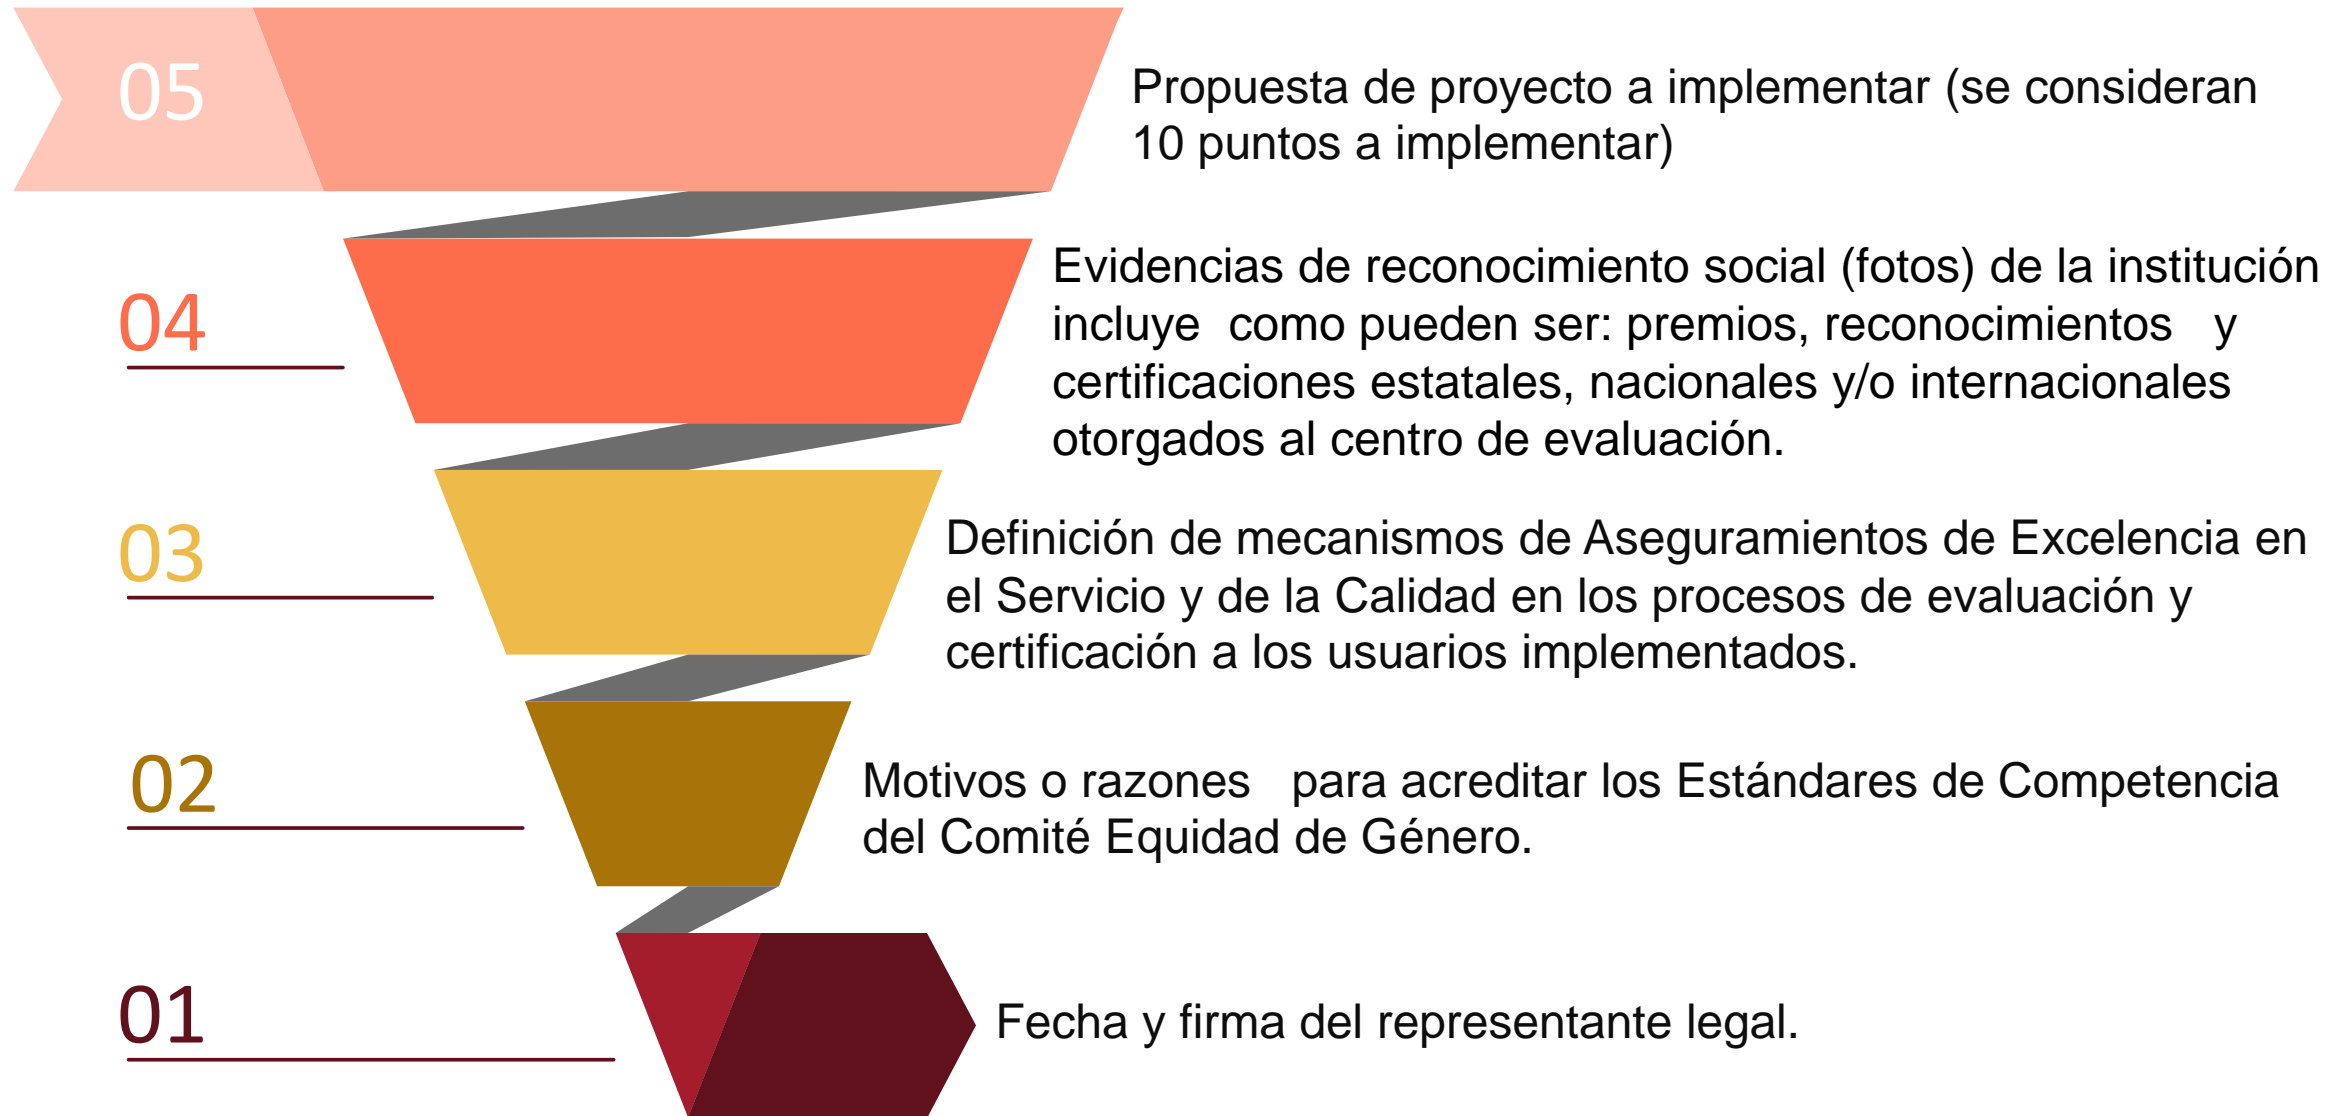 05
Propuesta de proyecto a implementar (se consideran
10 puntos a implementar)
04
Evidencias de reconocimiento social (fotos) de la institución
incluye como pueden ser: premios, reconocimientos y
certificaciones estatales, nacionales y/o internacionales
otorgados al centro de evaluación.
03
Definición de mecanismos de Aseguramientos de Excelencia en
el Servicio y de la Calidad en los procesos de evaluación y
certificación a los usuarios implementados.
02
Motivos o razones para acreditar los Estándares de Competencia
del Comité Equidad de Género.
01
Fecha y firma del representante legal.